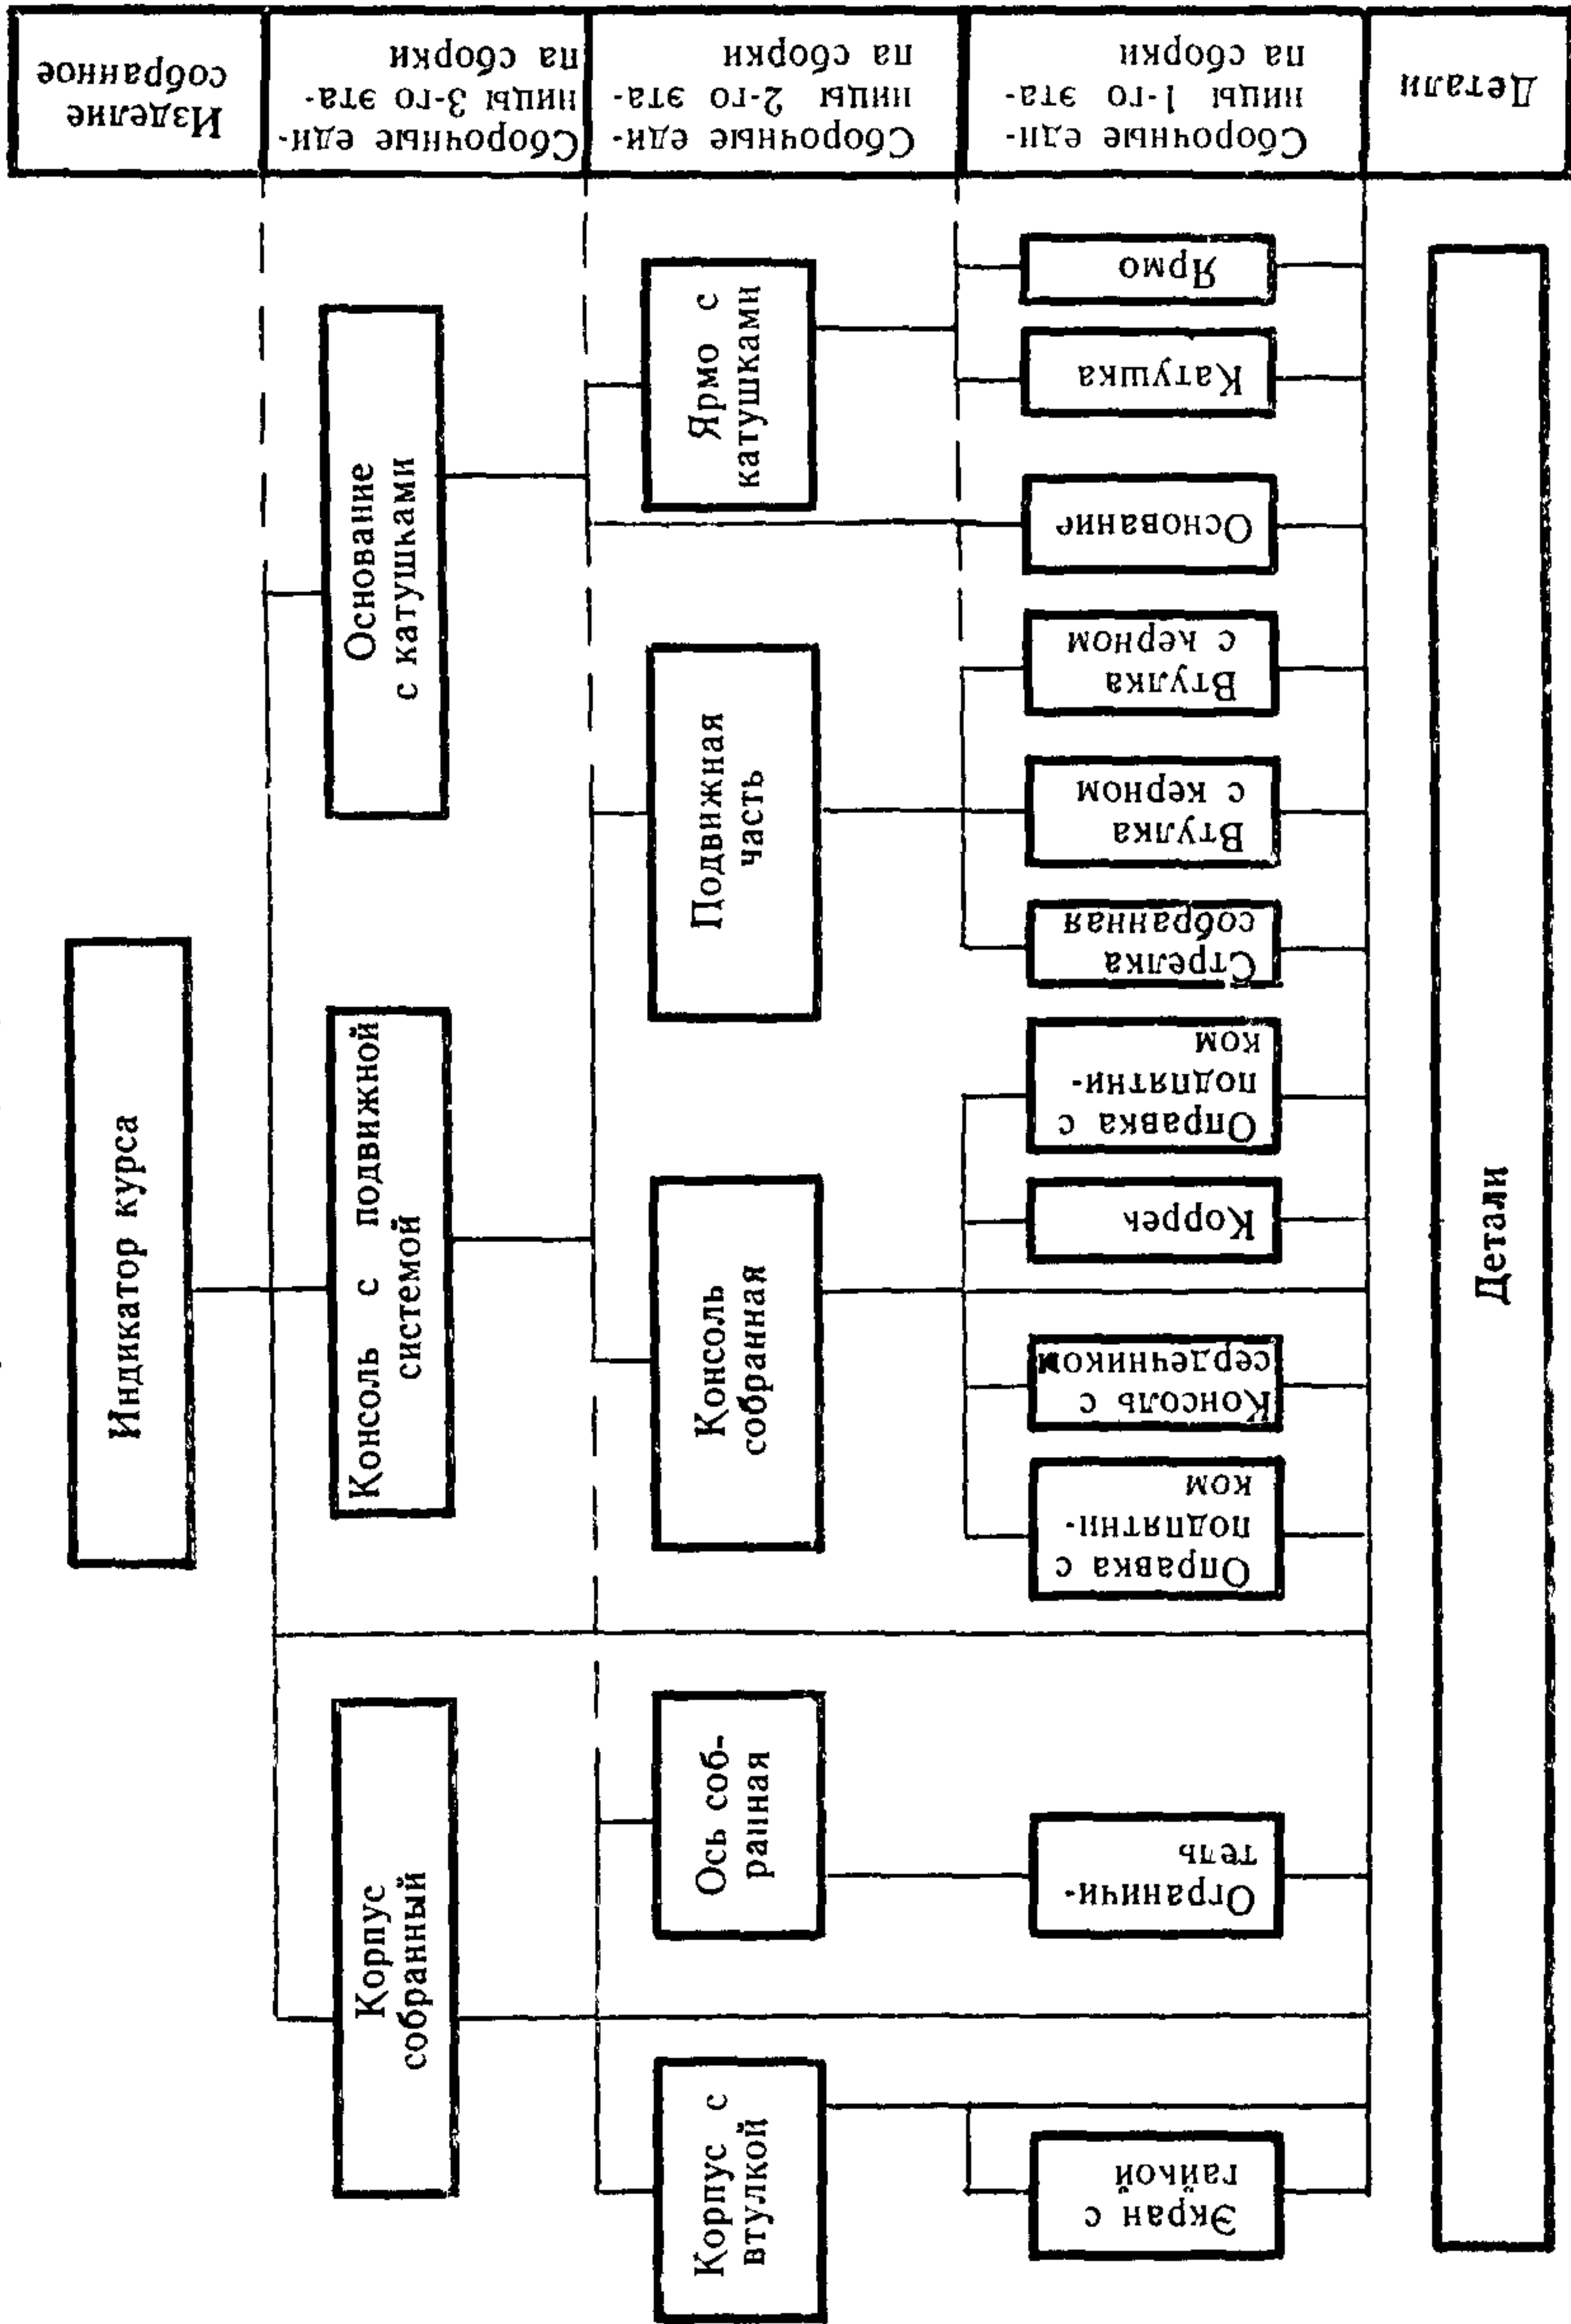 Изделие
собранное
Сборочные еди-
ницы 3-го эта-
па сборки
Сборочные еди-
ницы 2-го эта-
па сборки
Сборочные еди-
ницы 1-го эта-
па сборки
Детали
Индикатор курса
Корпус
собранный
Консоль с подвижной
системой
Основание
с катушками
Корпус с
втулкой
Ось соб-
ранная
Консоль
собранная
Подвижная
часть
Ярмо с
катушками
Экран с
гайкой
Ограничи-
тель
Оправка с
подпятни-
ком
Консоль с
сердечником
Коррек
Оправка с
подпятни-
ком
Стрелка
собранная
Втулка
с керном
Втулка
с керном
Основание
Катушка
Ярмо
Детали